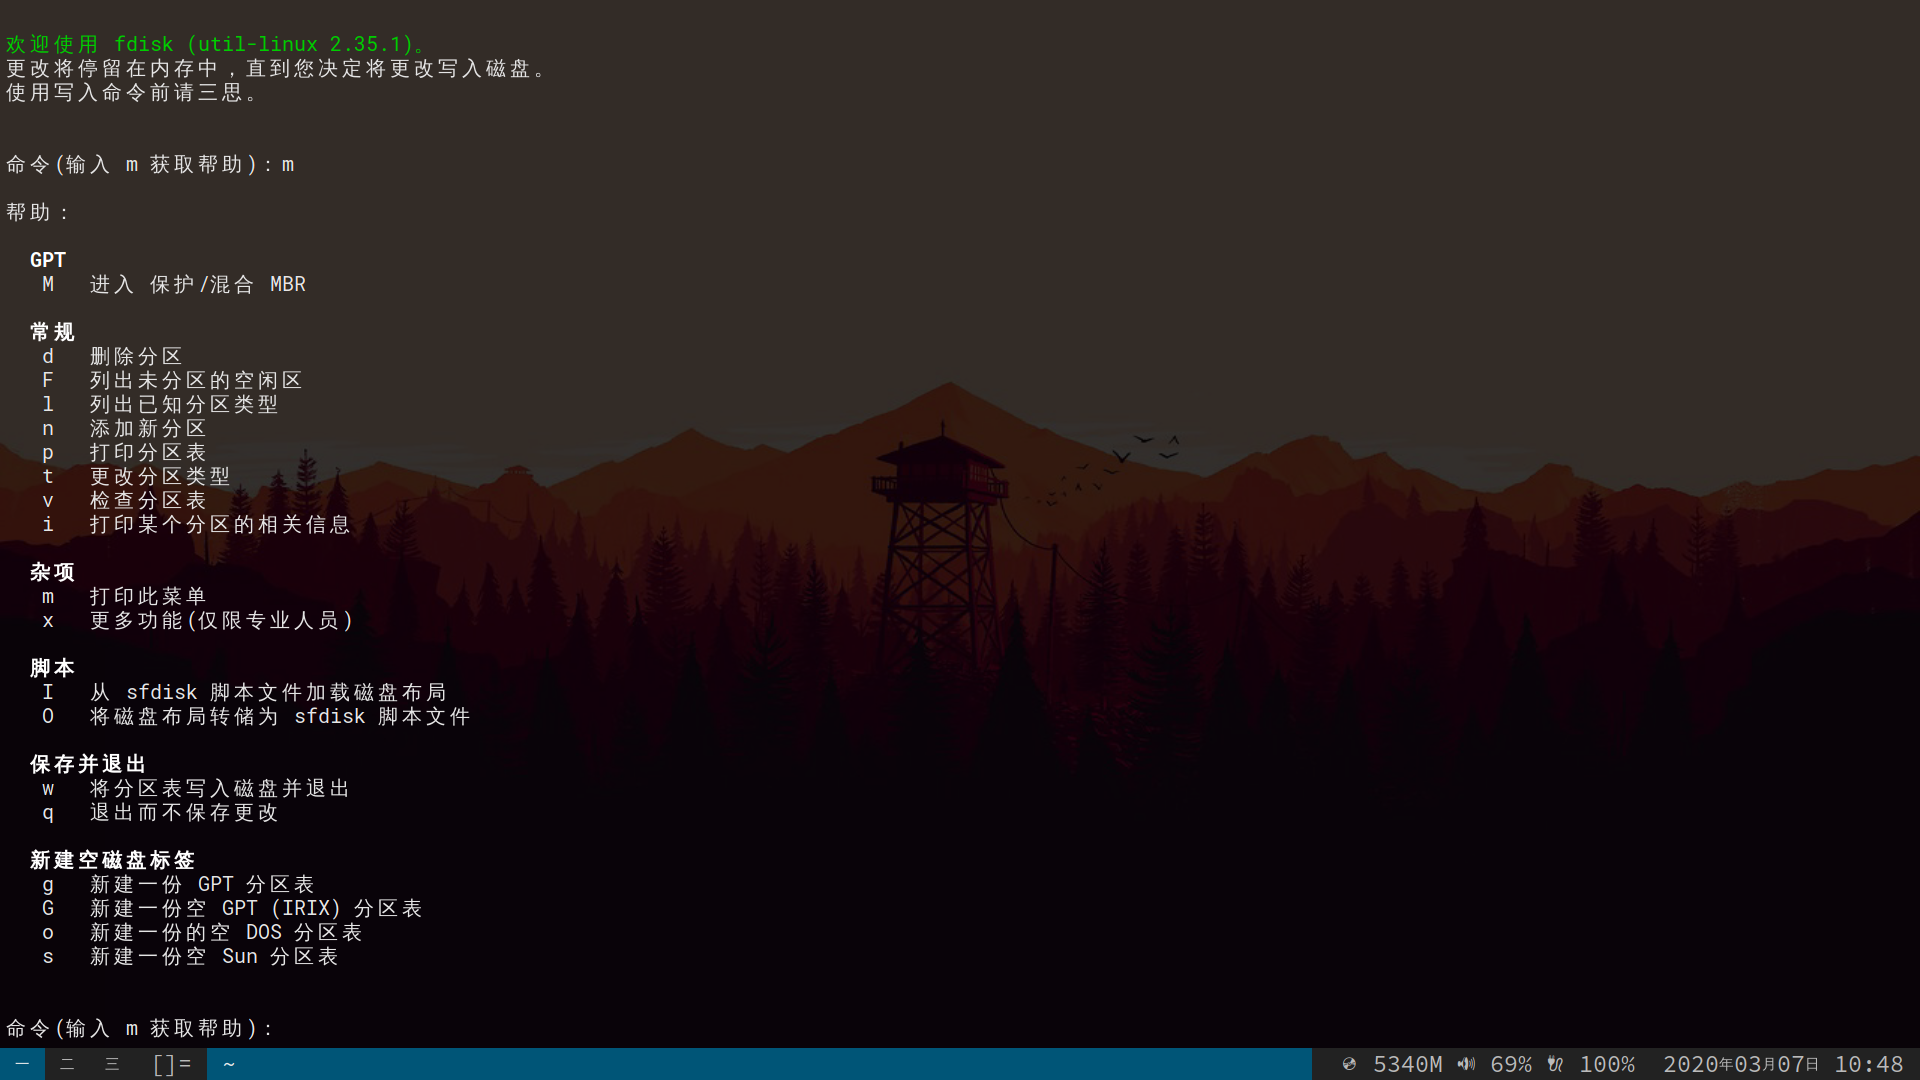 欢迎使用 fdisk (util-linux 2.35.1)。
更改将停留在内存中，直到您决定将更改写入磁盘。
使用写入命令前请三思。
命令(输入 m 获取帮助)：m
帮助：
GPT
M 进入 保护/混合 MBR
常规
d 删除分区
F 列出未分区的空闲区
l 列出已知分区类型
n 添加新分区
p 打印分区表
t 更改分区类型
v 检查分区表
i 打印某个分区的相关信息
杂项
m 打印此菜单
x 更多功能(仅限专业人员)
脚本
I 从 sfdisk 脚本文件加载磁盘布局
O 将磁盘布局转储为 sfdisk 脚本文件
保存并退出
w 将分区表写入磁盘并退出
q 退出而不保存更改
新建空磁盘标签
g 新建一份 GPT 分区表
G 新建一份空 GPT (IRIX) 分区表
o 新建一份的空 DOS 分区表
s 新建一份空 Sun 分区表
命令(输入 m 获取帮助)：
一 二 三 []= ~ 5340M 69% 100% 2020年03月07日 10:48